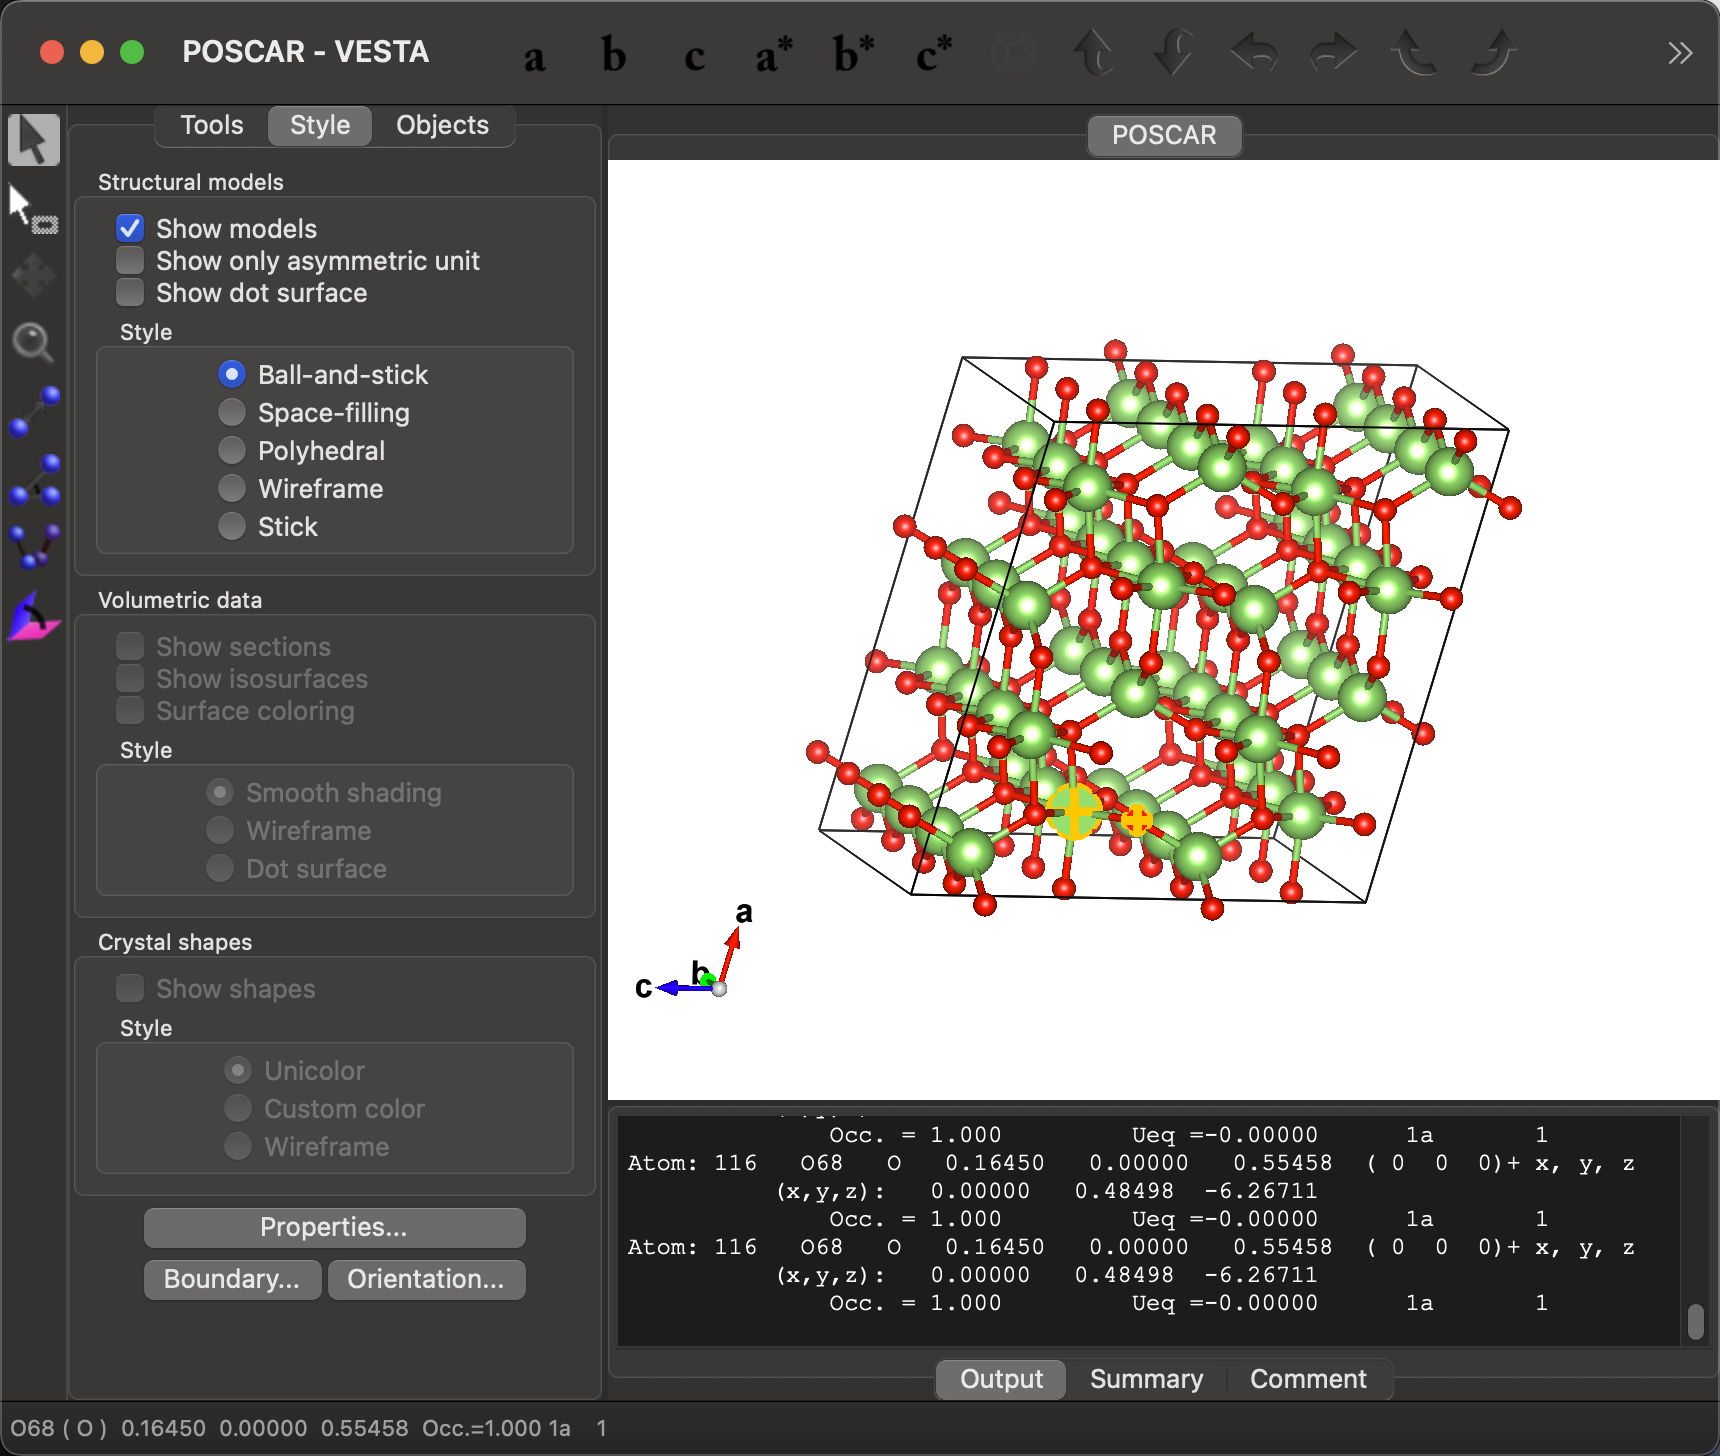 POSCAR - VESTA
a b c a* b* c*
Tools Style Objects
POSCAR
Structural models
Show models
Show only asymmetric unit
Show dot surface
Style
Ball-and-stick
Space-filling
Polyhedral
Wireframe
Stick
Volumetric data
Show sections
Show isosurfaces
Surface coloring
Style
Smooth shading
Wireframe
Dot surface
Crystal shapes
Show shapes
Style
Unicolor
Custom color
Wireframe
Properties...
Boundary... Orientation...
a
b
c
Occ. = 1.000 Ueq =-0.00000 1a 1
Atom: 116 O68 O 0.16450 0.00000 0.55458 ( 0 0 0)+ x, y, z
(x,y,z): 0.00000 0.48498 -6.26711
Occ. = 1.000 Ueq =-0.00000 1a 1
Atom: 116 O68 O 0.16450 0.00000 0.55458 ( 0 0 0)+ x, y, z
(x,y,z): 0.00000 0.48498 -6.26711
Occ. = 1.000 Ueq =-0.00000 1a 1
Output Summary Comment
O68 ( O ) 0.16450 0.00000 0.55458 Occ.=1.000 1a 1